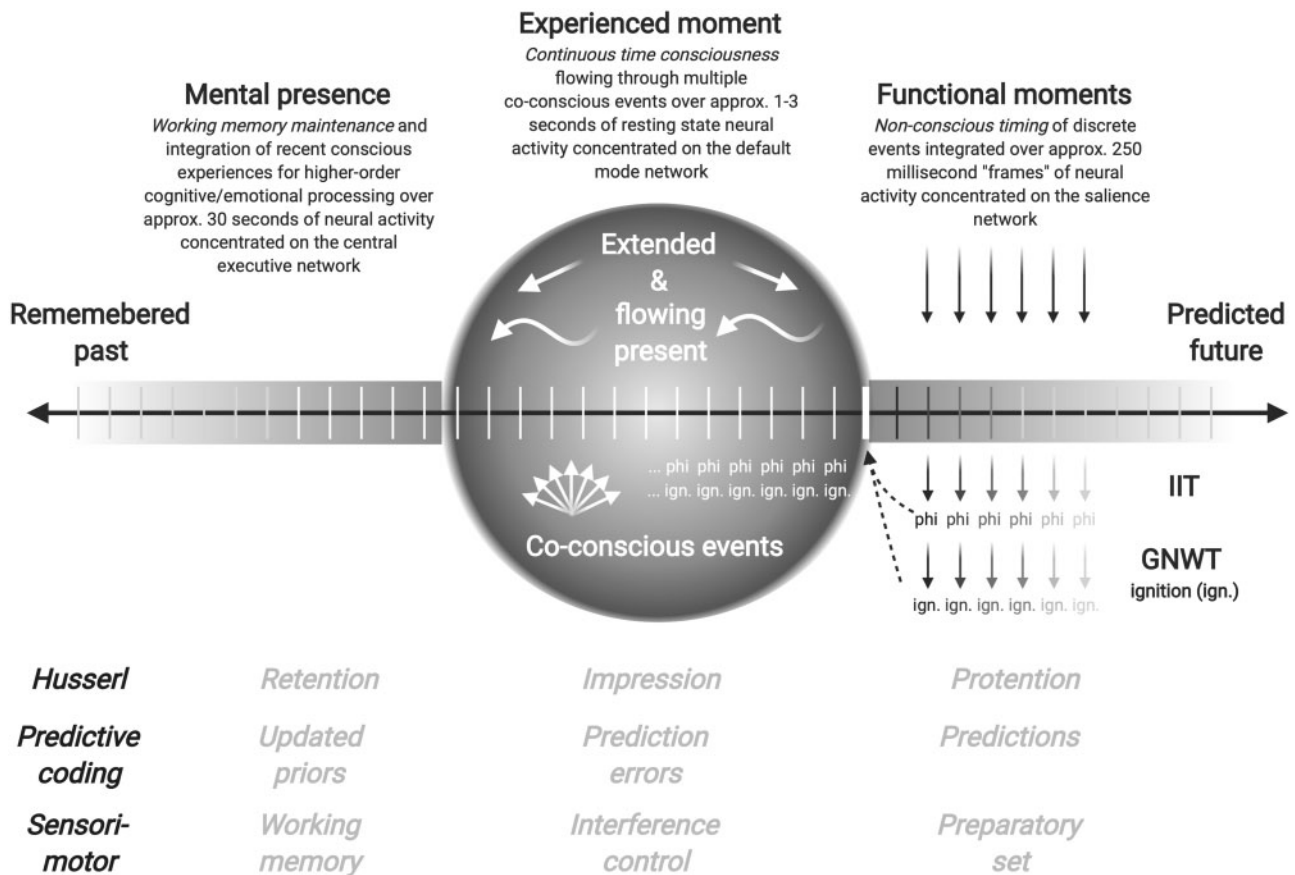 Experienced moment
Continuous time consciousness
flowing through multiple
co-conscious events over approx. 1-3
seconds of resting state neural
activity concentrated on the default
mode network
Mental presence
Working memory maintenance and
integration of recent conscious
experiences for higher-order
cognitive/emotional processing over
approx. 30 seconds of neural activity
concentrated on the central
executive network
Functional moments
Non-conscious timing of discrete
events integrated over approx. 250
millisecond "frames" of neural
activity concentrated on the salience
network
Extended
&
flowing
present
Rememebered
past
Predicted
future
... phi phi phi phi phi phi
... ign. ign. ign. ign. ign. ign.
Co-conscious events
IIT
phi phi phi phi phi phi
GNWT
ignition (ign.)
ign. ign. ign. ign. ign. ign.
Husserl Retention Impression Protention
Predictive Updated Prediction Predictions
coding priors errors
Sensori- Working Interference Preparatory
motor memory control set